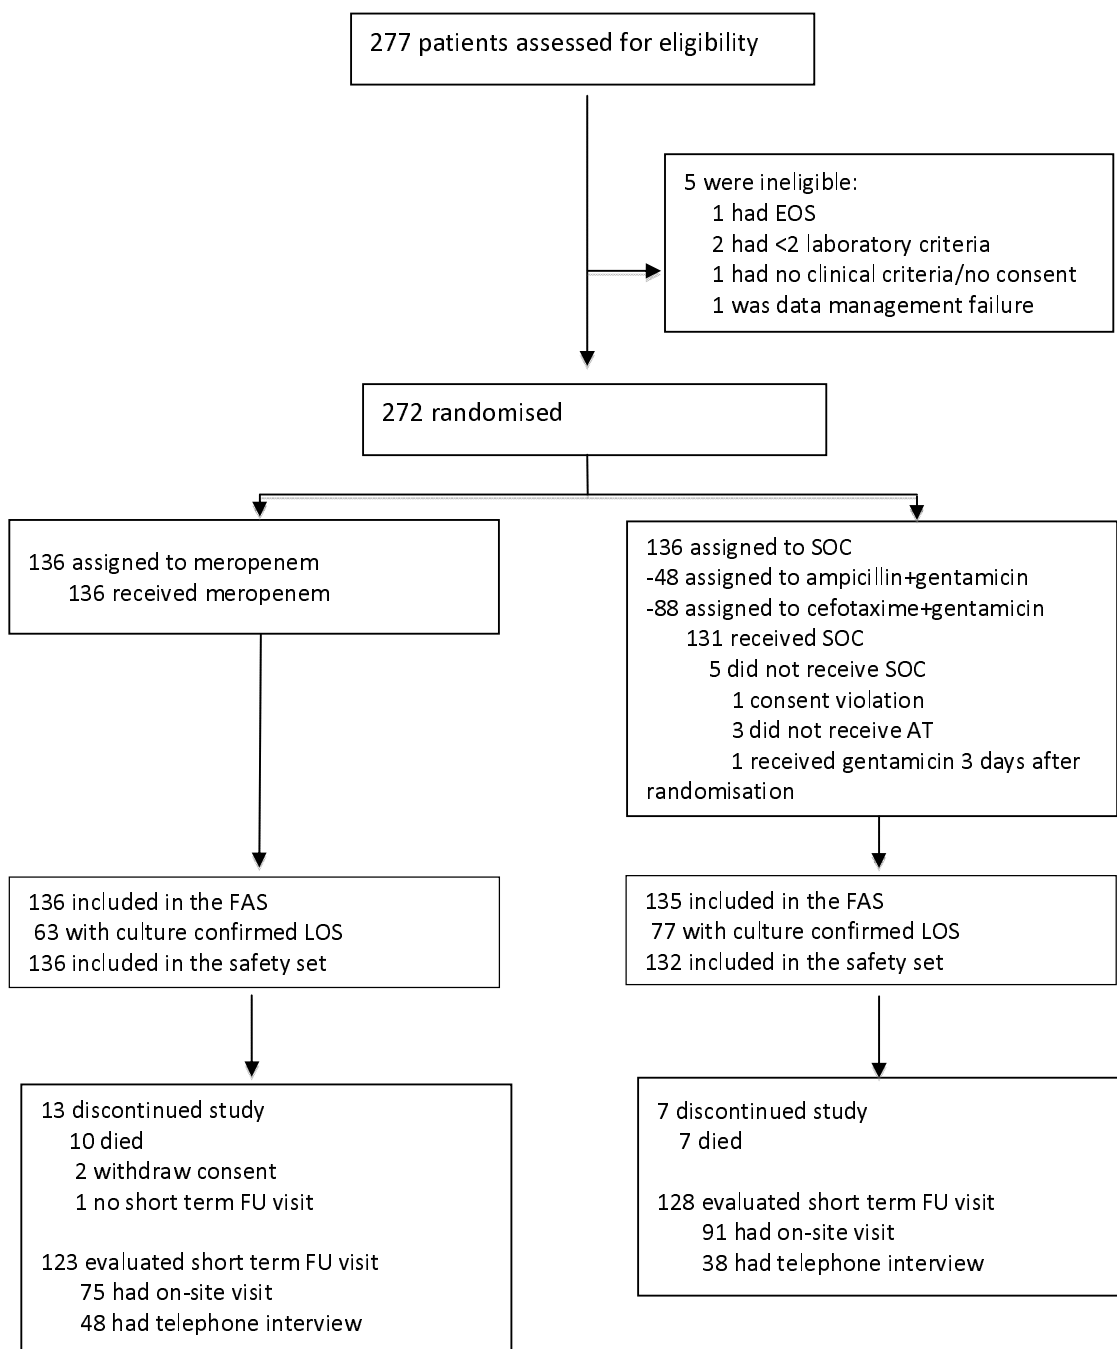 277 patients assessed for eligibility
5 were ineligible:
1 had EOS
2 had <2 laboratory criteria
1 had no clinical criteria/no consent
1 was data management failure
272 randomised
136 assigned to meropenem
136 received meropenem
136 assigned to SOC
-48 assigned to ampicillin+gentamicin
-88 assigned to cefotaxime+gentamicin
131 received SOC
5 did not receive SOC
1 consent violation
3 did not receive AT
1 received gentamicin 3 days after
randomisation
136 included in the FAS
63 with culture confirmed LOS
136 included in the safety set
135 included in the FAS
77 with culture confirmed LOS
132 included in the safety set
13 discontinued study
10 died
2 withdraw consent
1 no short term FU visit
123 evaluated short term FU visit
75 had on-site visit
48 had telephone interview
7 discontinued study
7 died
128 evaluated short term FU visit
91 had on-site visit
38 had telephone interview